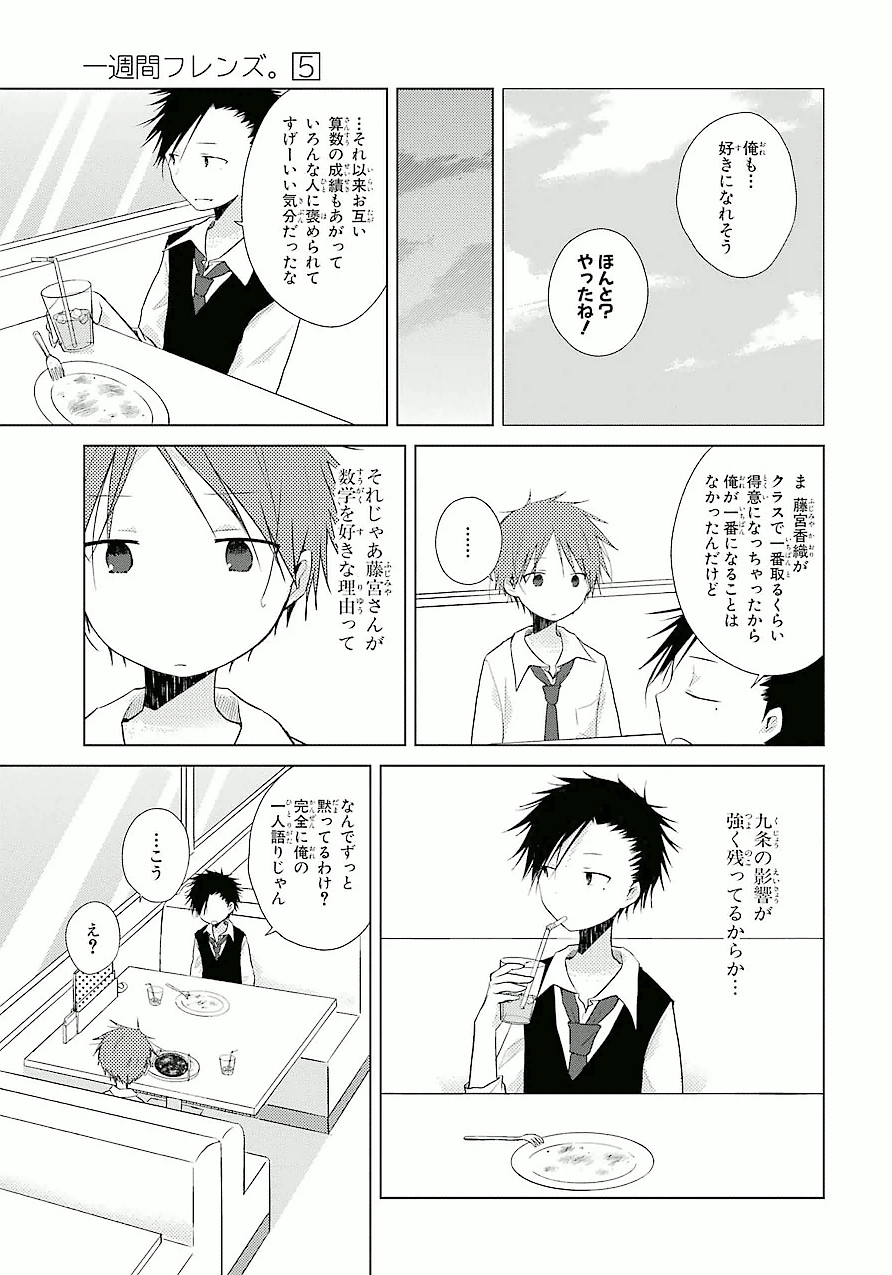 一週間フレンズ。5
俺も…
好きになれそう
ほんと？
やったね！
…それ以来お互い
算数の成績もあがって
いろんな人に褒められて
すげーいい気分だったな
ま 藤宮香織が
クラスで一番取るくらい
得意になっちゃったから
俺が一番になることは
なかったんだけど
……
それじゃあ藤宮さんが
数学を好きな理由って
九条の影響が
強く残ってるからか…
なんでずっと
黙ってるわけ？
完全に俺の
一人語りじゃん
…こう
え？